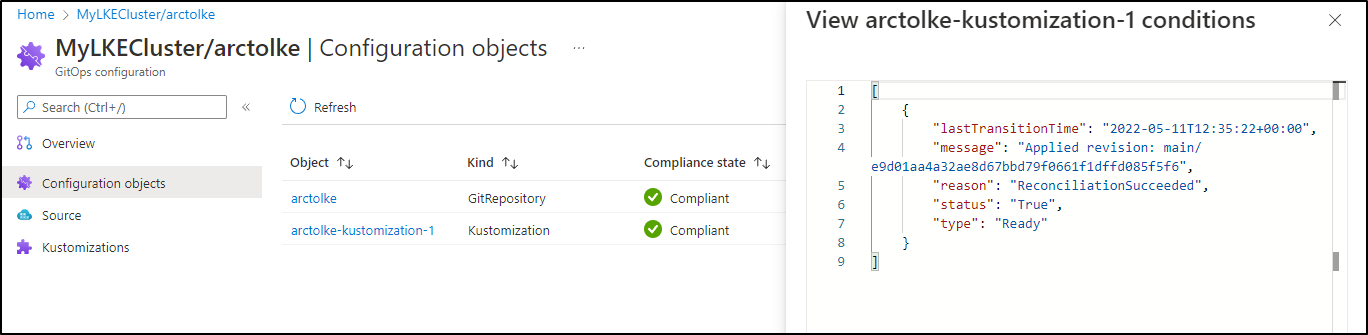 Home > MyLKECluster/arctolke
MyLKECluster/arctolke | Configuration objects ...
GitOps configuration
Search (Ctrl+/)
«
Overview
Configuration objects
Source
Kustomizations
Refresh
Object ↑↓ Kind ↑↓ Compliance state ↑↓
arctolke GitRepository Compliant
arctolke-kustomization-1 Kustomization Compliant
View arctolke-kustomization-1 conditions
1 [
2 {
3 "lastTransitionTime": "2022-05-11T12:35:22+00:00",
4 "message": "Applied revision: main/
e9d01aa4a32ae8d67bbd79f0661f1dffd085f5f6",
5 "reason": "ReconciliationSucceeded",
6 "status": "True",
7 "type": "Ready"
8 }
9 ]